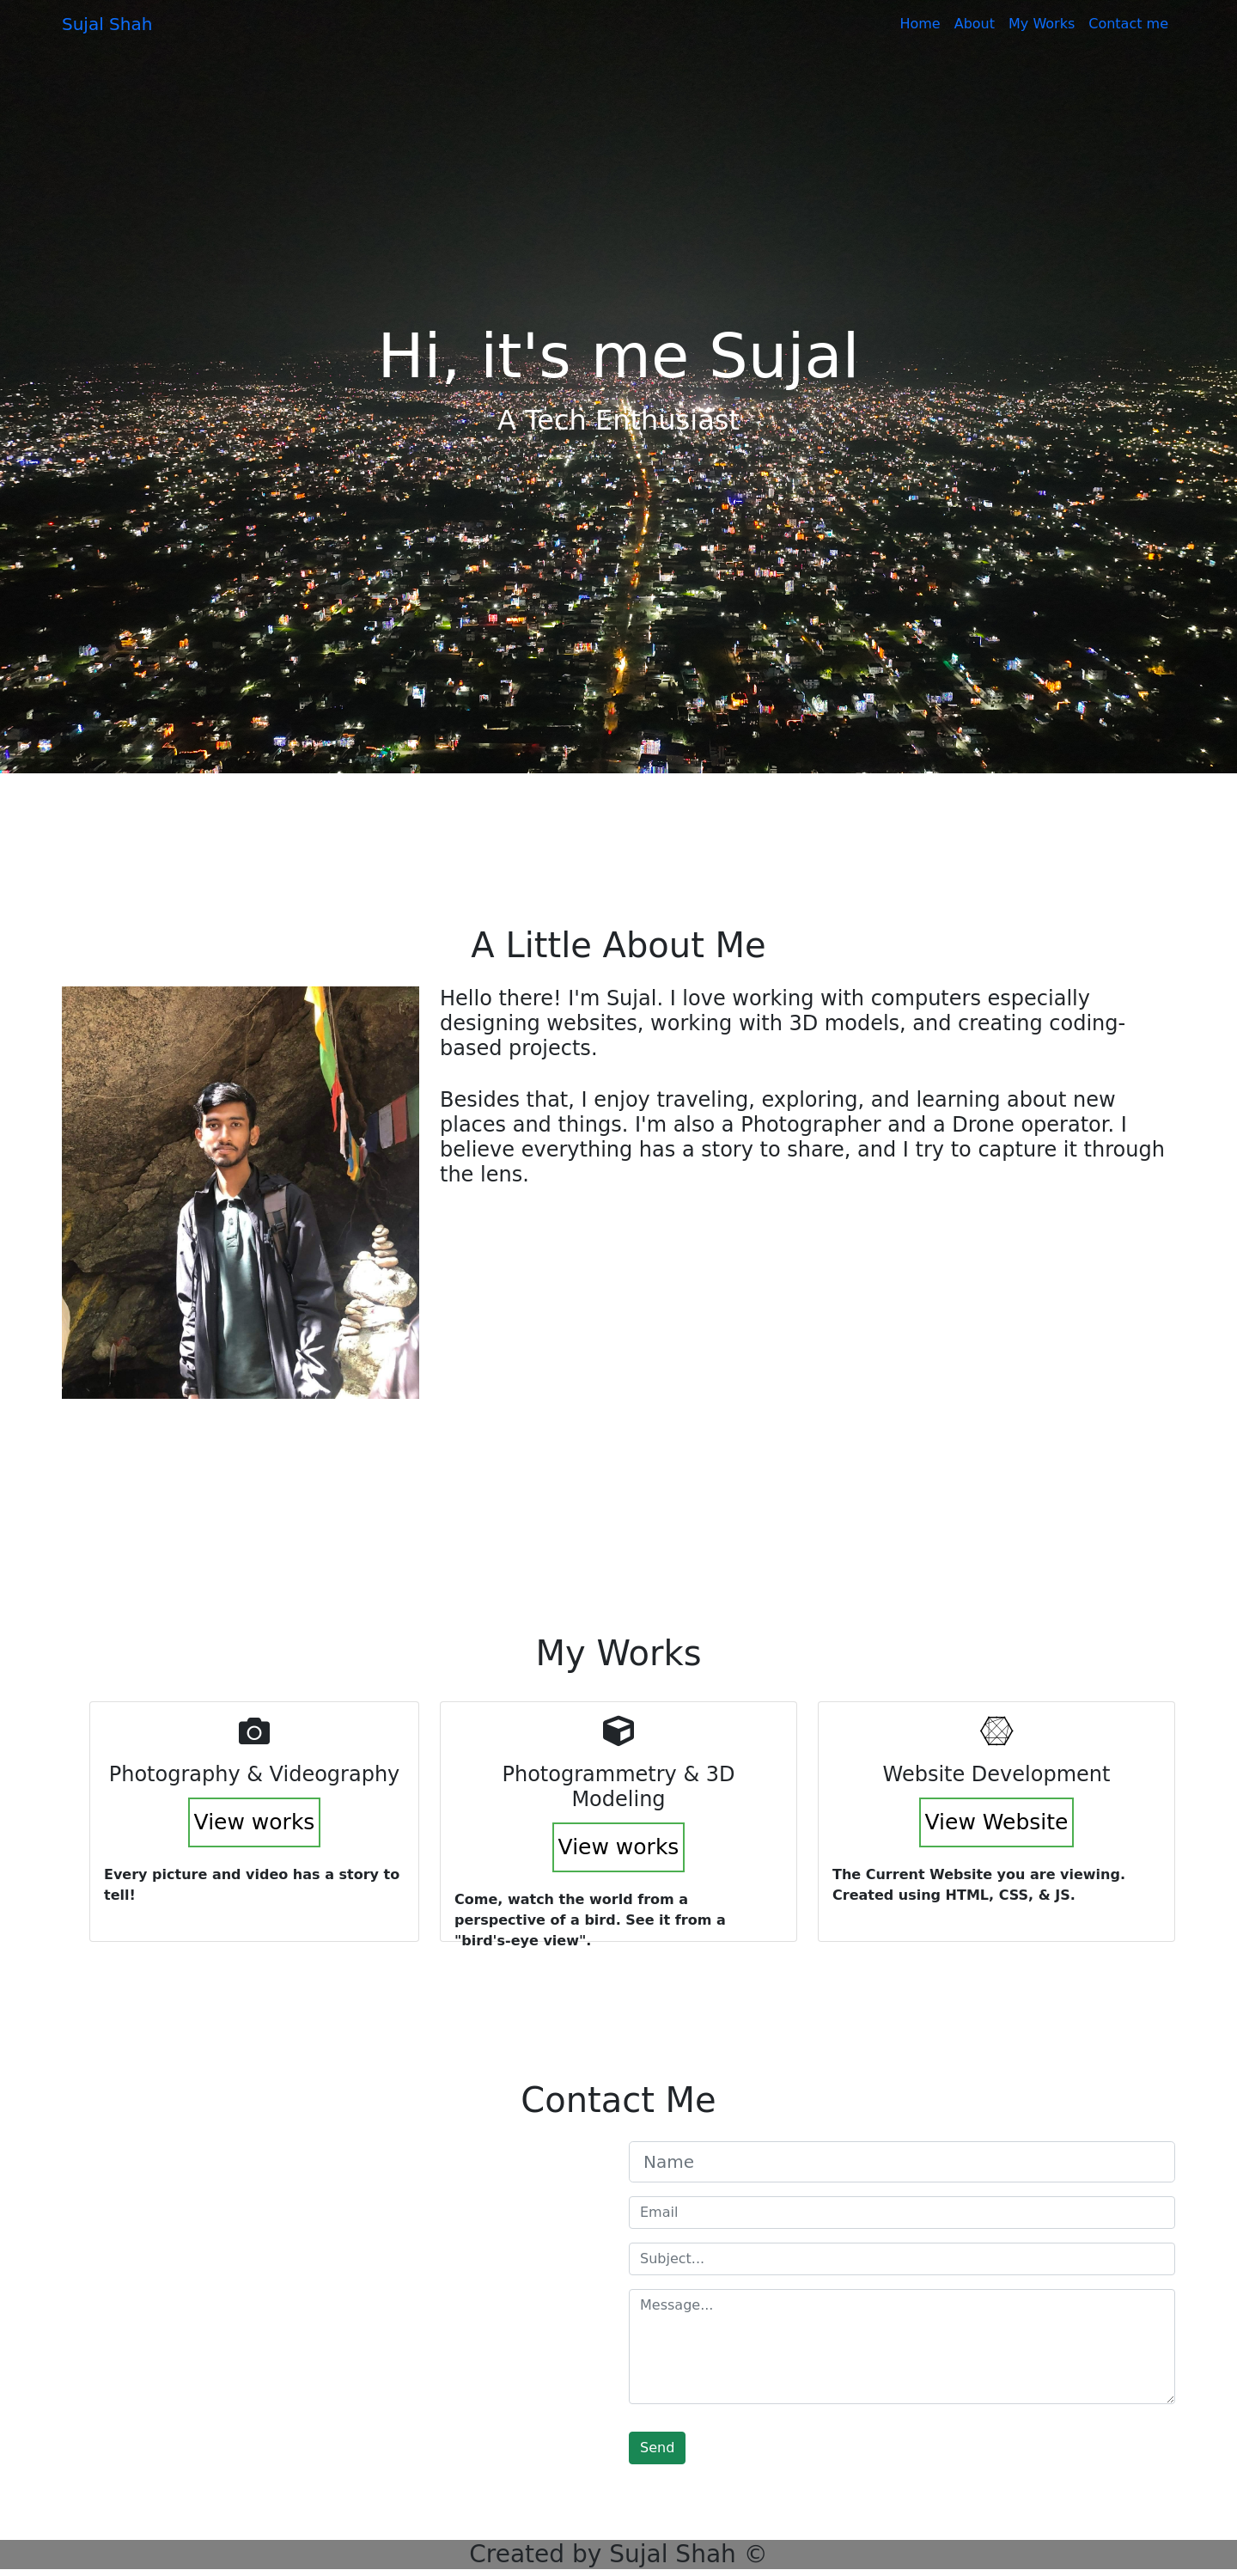 Sujal Shah
Home About My Works Contact me
Hi, it's me Sujal
A Tech Enthusiast
A Little About Me
Hello there! I'm Sujal. I love working with computers especially
designing websites, working with 3D models, and creating coding-
based projects.
Besides that, I enjoy traveling, exploring, and learning about new
places and things. I'm also a Photographer and a Drone operator. I
believe everything has a story to share, and I try to capture it through
the lens.
My Works
Photography & Videography
View works
Every picture and video has a story to
tell!
Photogrammetry & 3D
Modeling
View works
Come, watch the world from a
perspective of a bird. See it from a
"bird's-eye view".
Website Development
View Website
The Current Website you are viewing.
Created using HTML, CSS, & JS.
Contact Me
Name
Email
Subject...
Message...
Send
Created by Sujal Shah ©